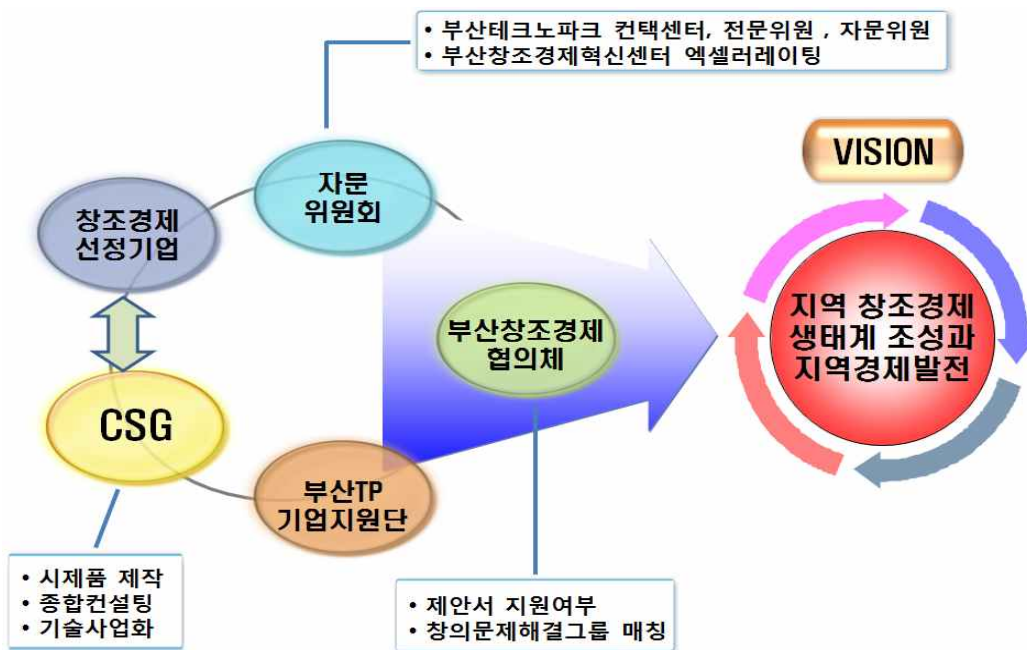 • 부산테크노파크 컨택센터, 전문위원 , 자문위원
• 부산창조경제혁신센터 엑셀러레이팅
VISION
자문
위원회
창조경제
선정기업
지역 창조경제
생태계 조성과
지역경제발전
부산창조경제
협의체
CSG
부산TP
기업지원단
• 시제품 제작
• 종합컨설팅
• 기술사업화
• 제안서 지원여부
• 창의문제해결그룹 매칭